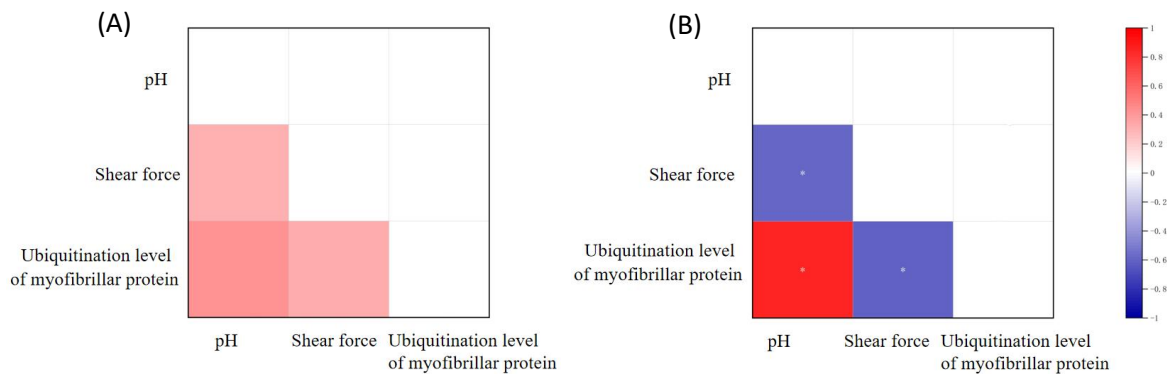 (A)
pH
Shear force
Ubiquitination level
of myofibrillar protein
pH
Shear force
Ubiquitination level
of myofibrillar protein
(B)
pH
Shear force
*
Ubiquitination level
of myofibrillar protein
*
*
pH
Shear force
Ubiquitination level
of myofibrillar protein
1
0.8
0.6
0.4
0.2
0
-0.2
-0.4
-0.6
-0.8
-1